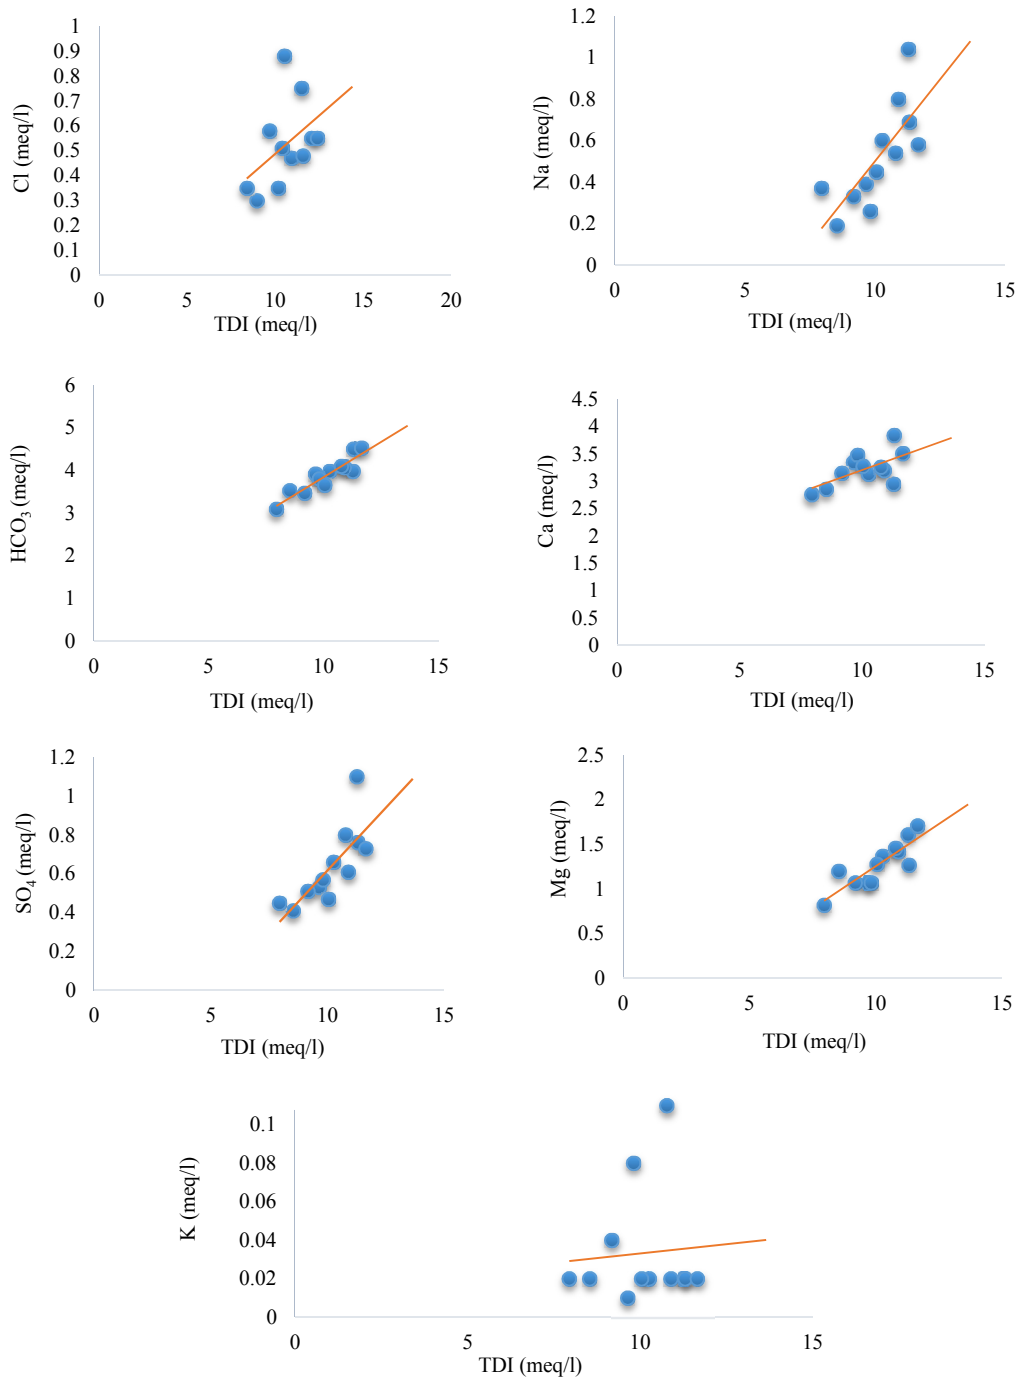 1
0.9
0.8
0.7
0.6
0.5
0.4
0.3
0.2
0.1
0
Cl (meq/l)
0 5 10 15 20
TDI (meq/l)
1.2
1
0.8
0.6
0.4
0.2
0
Na (meq/l)
0 5 10 15
TDI (meq/l)
6
5
4
3
2
1
0
HCO₃ (meq/l)
0 5 10 15
TDI (meq/l)
4.5
4
3.5
3
2.5
2
1.5
1
0.5
0
Ca (meq/l)
0 5 10 15
TDI (meq/l)
1.2
1
0.8
0.6
0.4
0.2
0
SO₄ (meq/l)
0 5 10 15
TDI (meq/l)
2.5
2
1.5
1
0.5
0
Mg (meq/l)
0 5 10 15
TDI (meq/l)
0.1
0.08
0.06
0.04
0.02
0
K (meq/l)
0 5 10 15
TDI (meq/l)